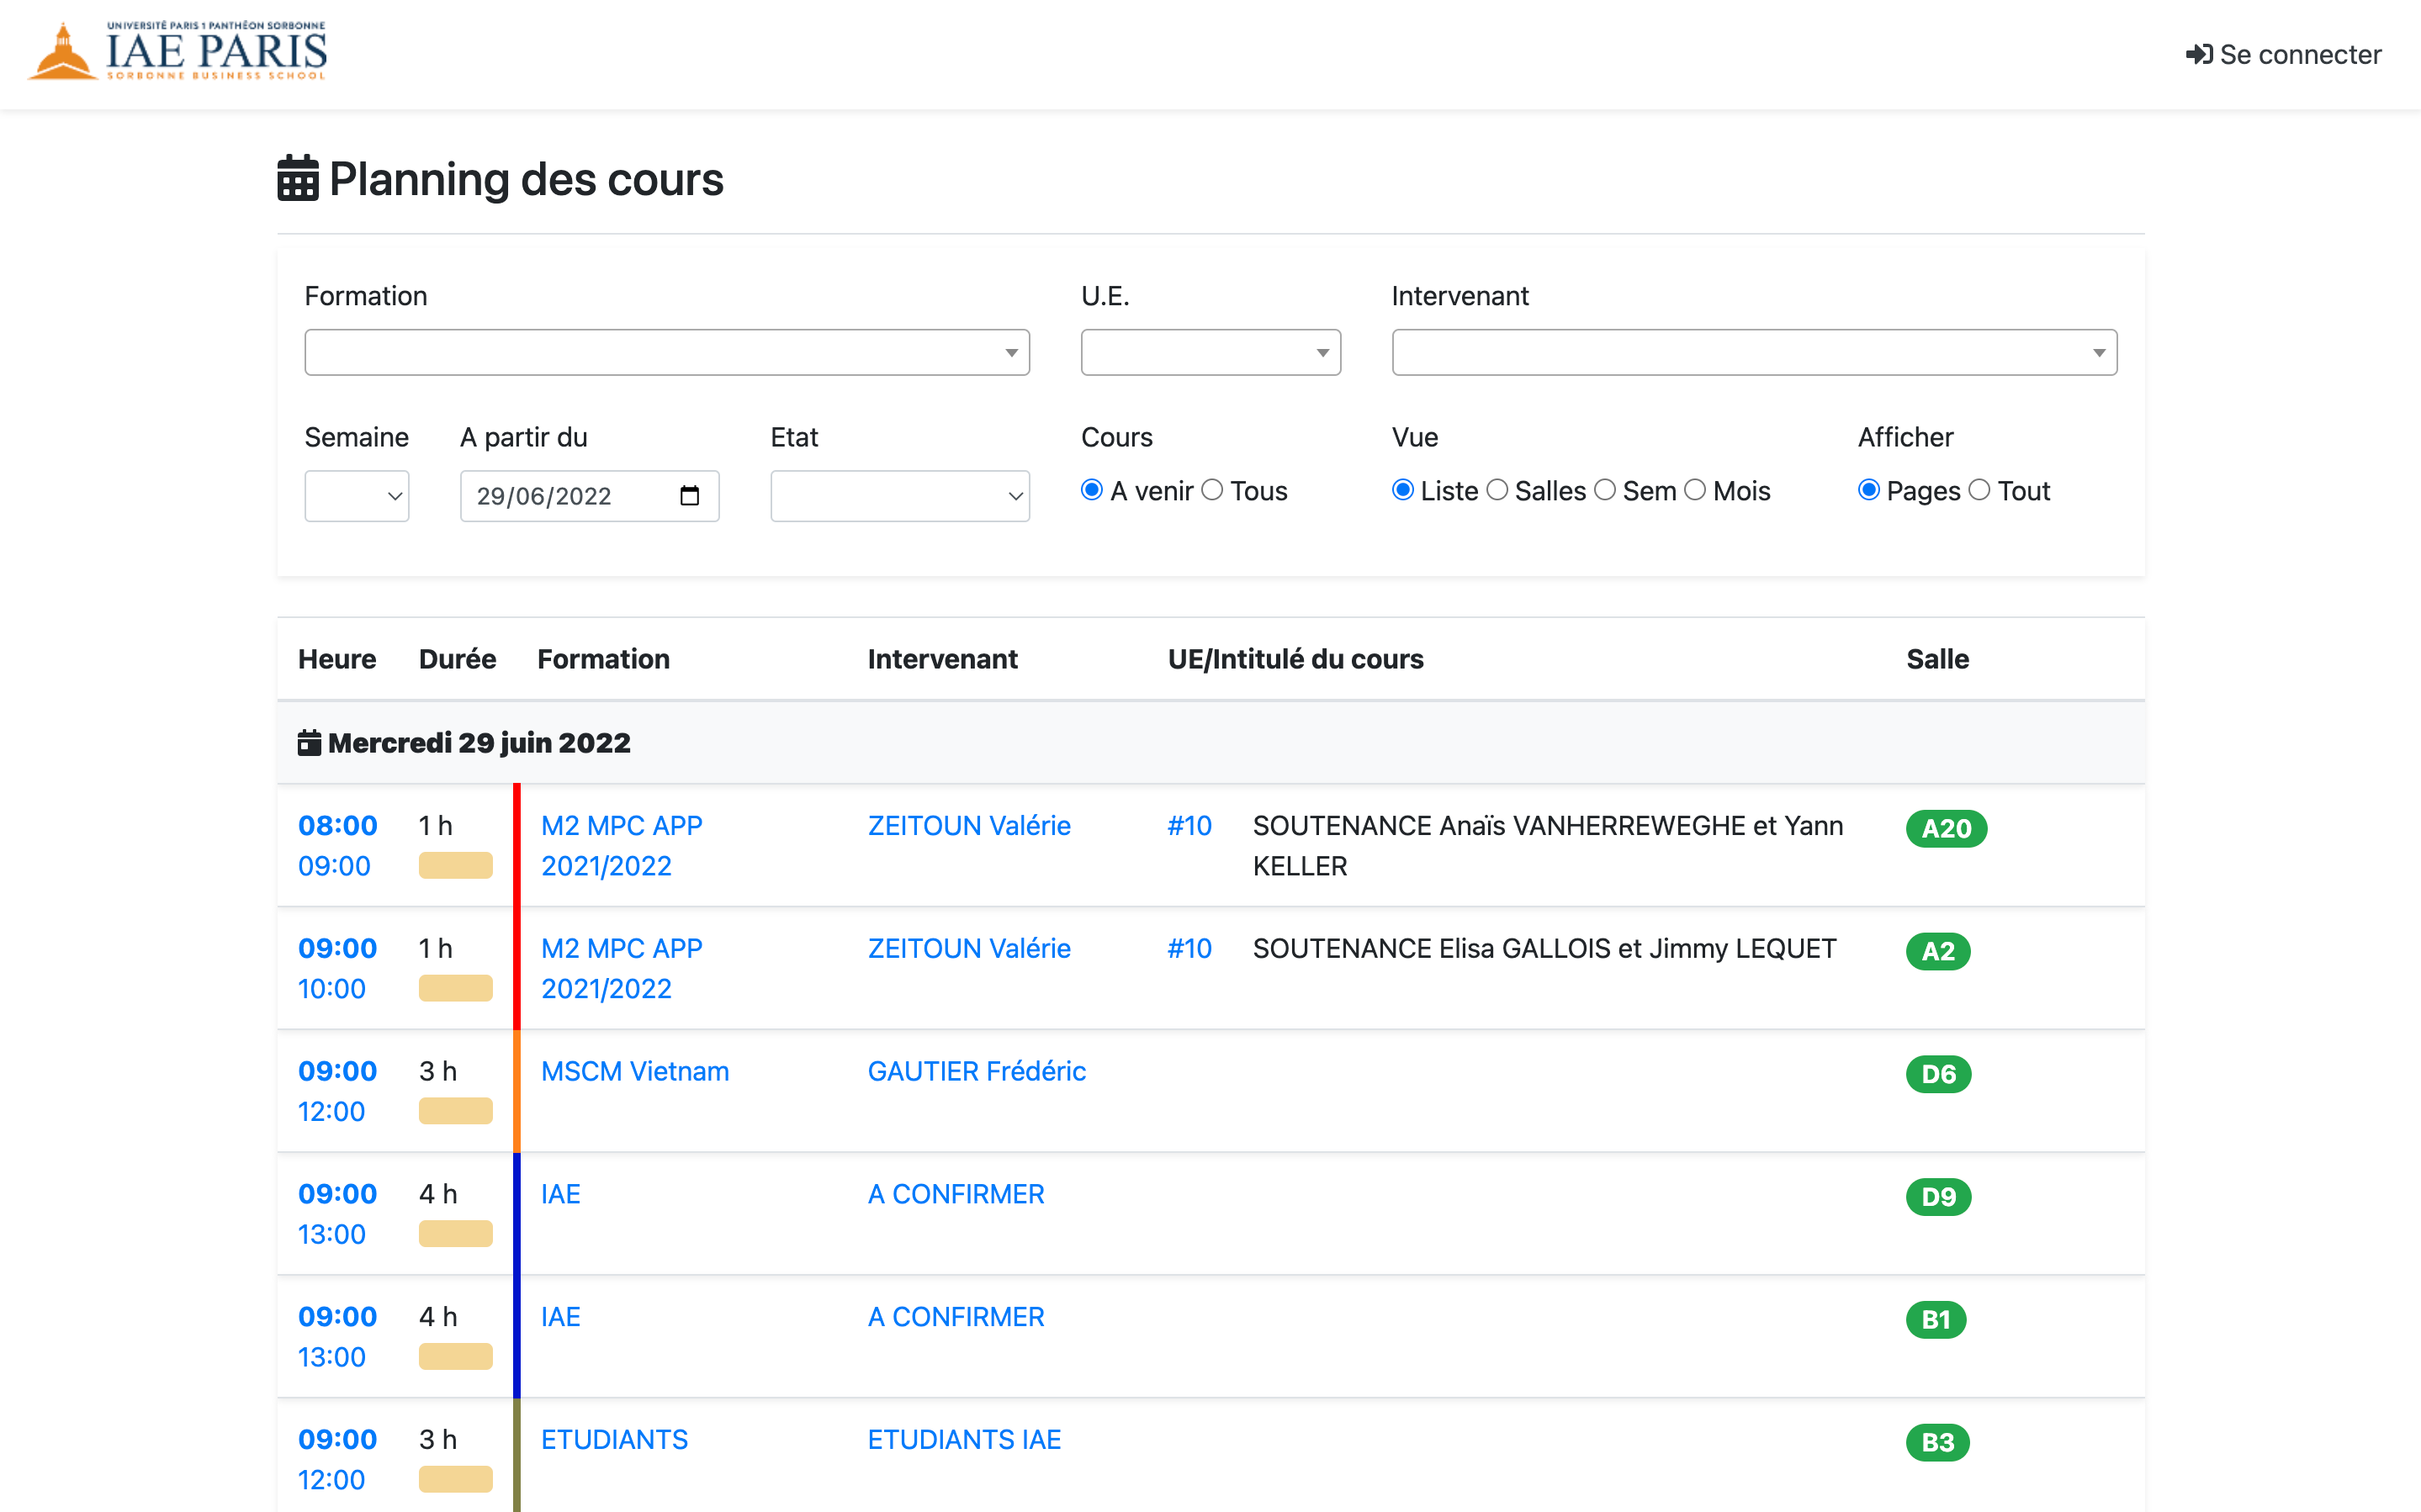 UNIVERSITÉ PARIS 1 PANTHÉON SORBONNE
IAE PARIS
SORBONNE BUSINESS SCHOOL
Se connecter
Planning des cours
Formation U.E. Intervenant
Semaine A partir du Etat Cours Vue Afficher
29/06/2022 A venir Tous Liste Salles Sem Mois Pages Tout
Heure Durée Formation Intervenant UE/Intitulé du cours Salle
Mercredi 29 juin 2022
08:00 1 h M2 MPC APP ZEITOUN Valérie #10 SOUTENANCE Anaïs VANHERREWEGHE et Yann A20
09:00 2021/2022 KELLER
09:00 1 h M2 MPC APP ZEITOUN Valérie #10 SOUTENANCE Elisa GALLOIS et Jimmy LEQUET A2
10:00 2021/2022
09:00 3 h MSCM Vietnam GAUTIER Frédéric D6
12:00
09:00 4 h IAE A CONFIRMER D9
13:00
09:00 4 h IAE A CONFIRMER B1
13:00
09:00 3 h ETUDIANTS ETUDIANTS IAE B3
12:00